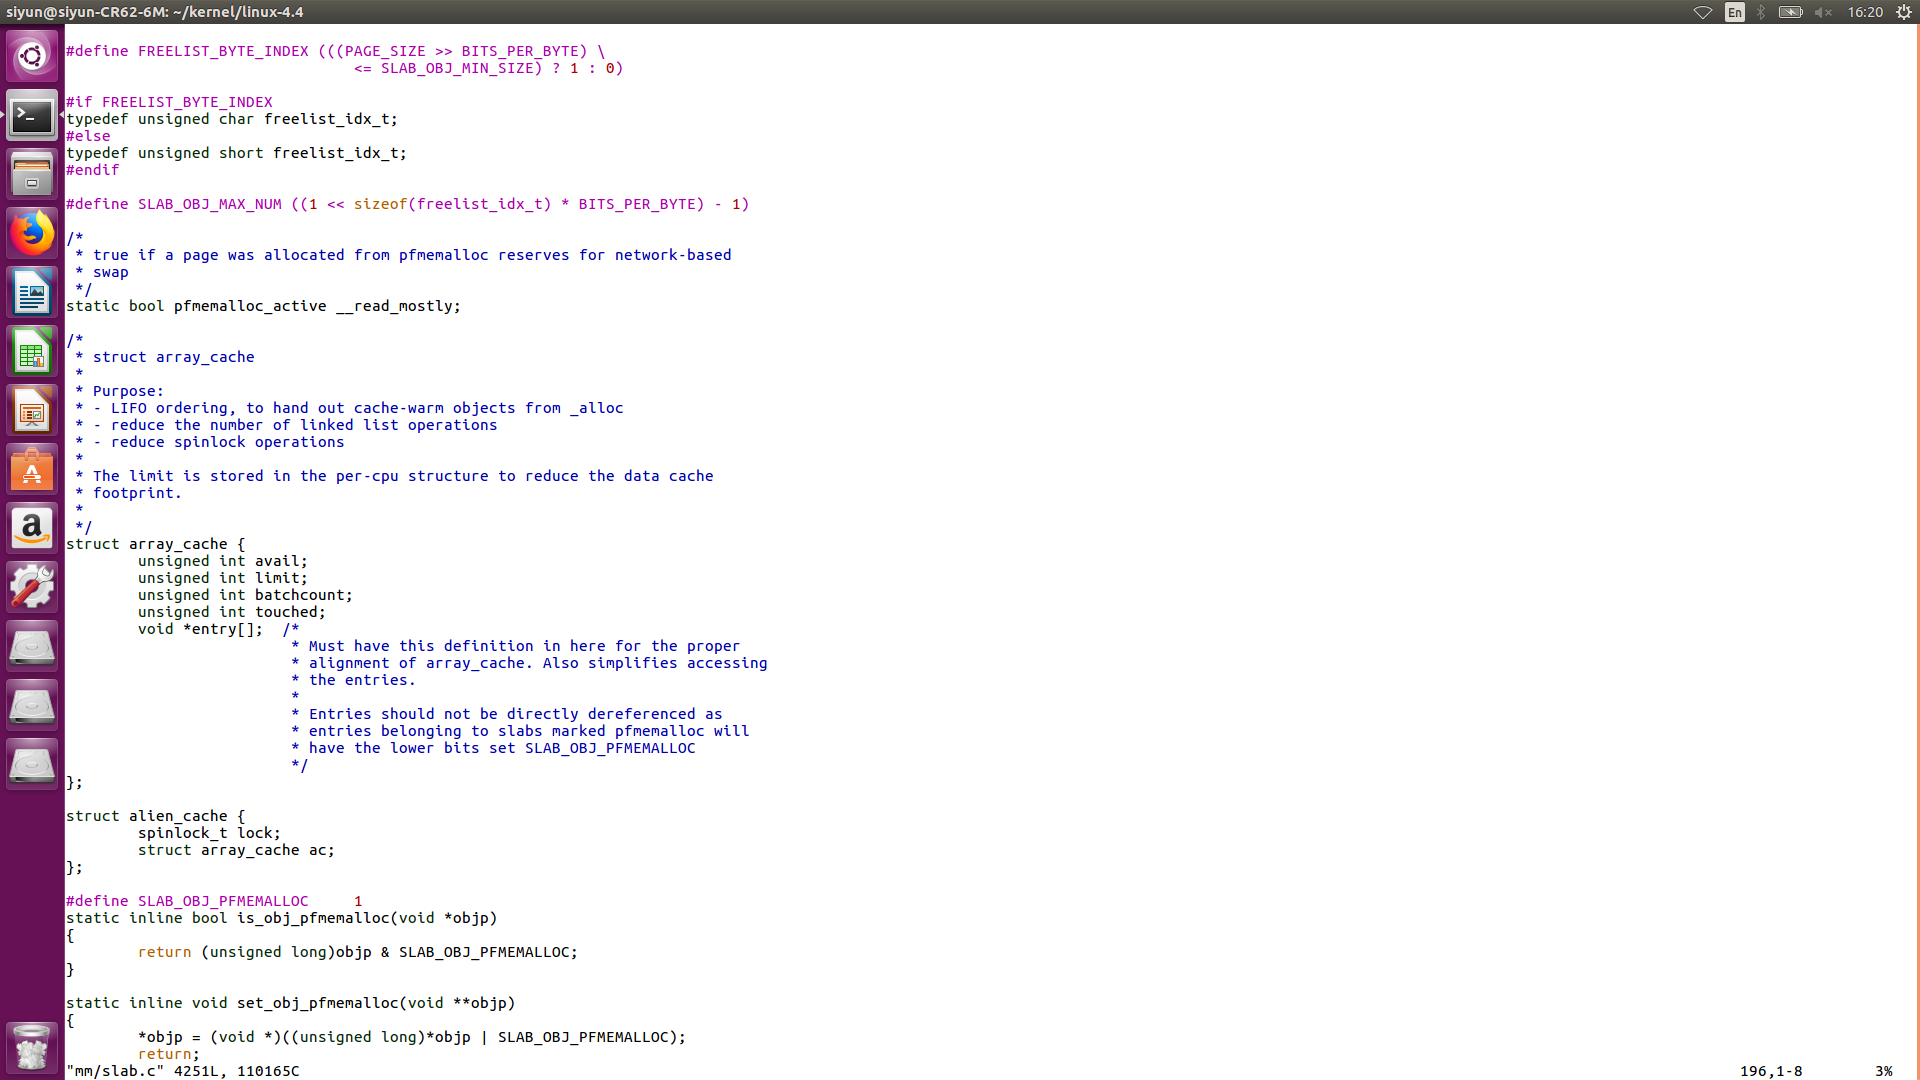 siyun@siyun-CR62-6M: ~/kernel/linux-4.4
En
16:20
#define FREELIST_BYTE_INDEX (((PAGE_SIZE >> BITS_PER_BYTE) \
                                <= SLAB_OBJ_MIN_SIZE) ? 1 : 0)
#if FREELIST_BYTE_INDEX
typedef unsigned char freelist_idx_t;
#else
typedef unsigned short freelist_idx_t;
#endif
#define SLAB_OBJ_MAX_NUM ((1 << sizeof(freelist_idx_t) * BITS_PER_BYTE) - 1)
/*
 * true if a page was allocated from pfmemalloc reserves for network-based
 * swap
 */
static bool pfmemalloc_active __read_mostly;
/*
 * struct array_cache
 *
 * Purpose:
 * - LIFO ordering, to hand out cache-warm objects from _alloc
 * - reduce the number of linked list operations
 * - reduce spinlock operations
 *
 * The limit is stored in the per-cpu structure to reduce the data cache
 * footprint.
 *
 */
struct array_cache {
        unsigned int avail;
        unsigned int limit;
        unsigned int batchcount;
        unsigned int touched;
        void *entry[];  /*
                         * Must have this definition in here for the proper
                         * alignment of array_cache. Also simplifies accessing
                         * the entries.
                         *
                         * Entries should not be directly dereferenced as
                         * entries belonging to slabs marked pfmemalloc will
                         * have the lower bits set SLAB_OBJ_PFMEMALLOC
                         */
};
struct alien_cache {
        spinlock_t lock;
        struct array_cache ac;
};
#define SLAB_OBJ_PFMEMALLOC     1
static inline bool is_obj_pfmemalloc(void *objp)
{
        return (unsigned long)objp & SLAB_OBJ_PFMEMALLOC;
}
static inline void set_obj_pfmemalloc(void **objp)
{
        *objp = (void *)((unsigned long)*objp | SLAB_OBJ_PFMEMALLOC);
        return;
"mm/slab.c" 4251L, 110165C
196,1-8
3%